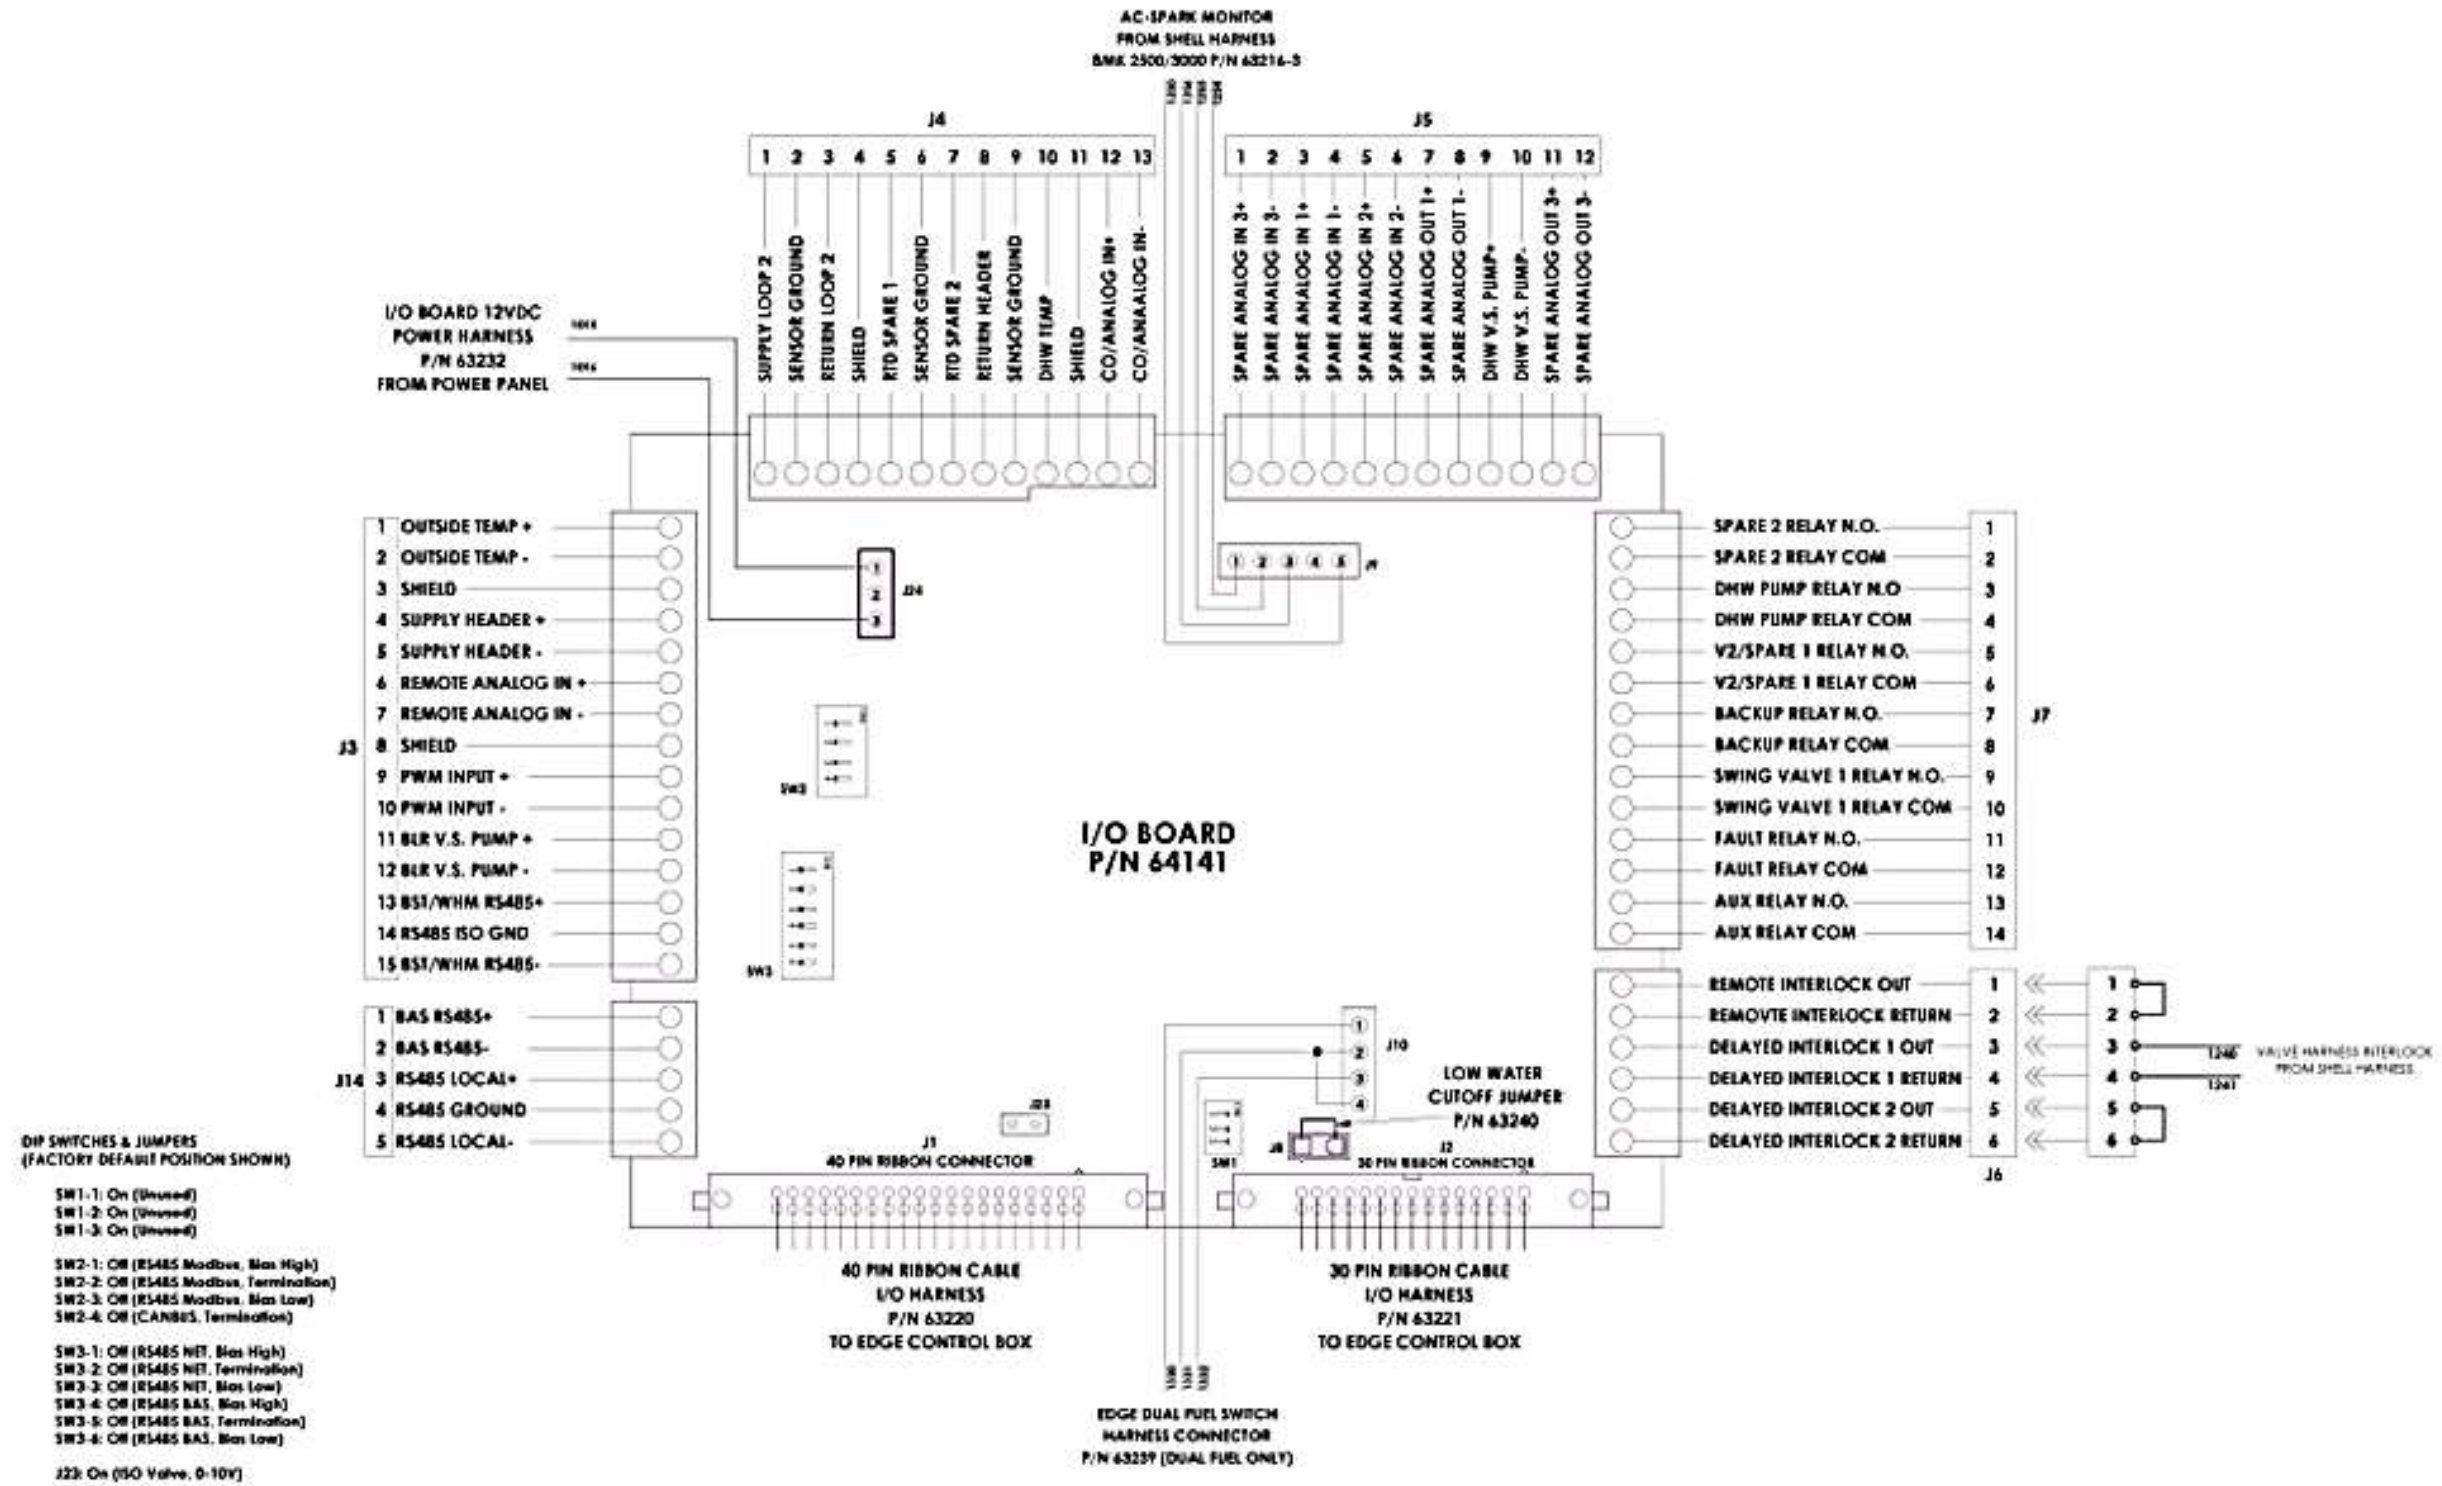 AC-SPARK MONITOR
FROM SHELL HARNESS
BMK 2500/3000 P/N 63216-3
J4
1 2 3 4 5 6 7 8 9 10 11 12 13
SUPPLY LOOP 2
SENSOR GROUND
RETURN LOOP 2
SHIELD
RTD SPARE 1
SENSOR GROUND
RTD SPARE 2
RETURN HEADER
SENSOR GROUND
DHW TEMP
SHIELD
CO/ANALOG IN+
CO/ANALOG IN-
J5
1 2 3 4 5 6 7 8 9 10 11 12
SPARE ANALOG IN 3+
SPARE ANALOG IN 3-
SPARE ANALOG IN 1+
SPARE ANALOG IN 1-
SPARE ANALOG IN 2+
SPARE ANALOG IN 2-
SPARE ANALOG OUT 1+
SPARE ANALOG OUT 1-
DHW V.S. PUMP+
DHW V.S. PUMP-
SPARE ANALOG OUT 3+
SPARE ANALOG OUT 3-
I/O BOARD 12VDC
POWER HARNESS
P/N 63232
FROM POWER PANEL
J3
1 OUTSIDE TEMP +
2 OUTSIDE TEMP -
3 SHIELD
4 SUPPLY HEADER +
5 SUPPLY HEADER -
6 REMOTE ANALOG IN +
7 REMOTE ANALOG IN -
8 SHIELD
9 PWM INPUT +
10 PWM INPUT -
11 BLR V.S. PUMP +
12 BLR V.S. PUMP -
13 BST/WHM RS485+
14 RS485 ISO GND
15 BST/WHM RS485-
J14
1 BAS RS485+
2 BAS RS485-
3 RS485 LOCAL+
4 RS485 GROUND
5 RS485 LOCAL-
1
2
3
J24
1 2 3 4 5
I/O BOARD
P/N 64141
SW3
SPARE 2 RELAY N.O. 1
SPARE 2 RELAY COM 2
DHW PUMP RELAY N.O 3
DHW PUMP RELAY COM 4
V2/SPARE 1 RELAY N.O. 5
V2/SPARE 1 RELAY COM 6
BACKUP RELAY N.O. 7
BACKUP RELAY COM 8
SWING VALVE 1 RELAY N.O. 9
SWING VALVE 1 RELAY COM 10
FAULT RELAY N.O. 11
FAULT RELAY COM 12
AUX RELAY N.O. 13
AUX RELAY COM 14
J7
REMOTE INTERLOCK OUT 1 1
REMOVTE INTERLOCK RETURN 2 2
DELAYED INTERLOCK 1 OUT 3 3
DELAYED INTERLOCK 1 RETURN 4 4
DELAYED INTERLOCK 2 OUT 5 5
DELAYED INTERLOCK 2 RETURN 6 6
J6
1240
1241
VALVE HARNESS INTERLOCK
FROM SHELL HARNESS
1
2
3
4
J10
LOW WATER
CUTOFF JUMPER
P/N 63240
SW1
J1
40 PIN RIBBON CONNECTOR
J2
30 PIN RIBBON CONNECTOR
40 PIN RIBBON CABLE
I/O HARNESS
P/N 63220
TO EDGE CONTROL BOX
30 PIN RIBBON CABLE
I/O HARNESS
P/N 63221
TO EDGE CONTROL BOX
EDGE DUAL FUEL SWITCH
HARNESS CONNECTOR
P/N 63239 (DUAL FUEL ONLY)
DIP SWITCHES & JUMPERS
(FACTORY DEFAULT POSITION SHOWN)
SW1-1: On (Unused)
SW1-2: On (Unused)
SW1-3: On (Unused)
SW2-1: Off (RS485 Modbus, Bias High)
SW2-2: Off (RS485 Modbus, Termination)
SW2-3: Off (RS485 Modbus, Bias Low)
SW2-4: Off (CANBUS, Termination)
SW3-1: Off (RS485 NET, Bias High)
SW3-2: Off (RS485 NET, Termination)
SW3-3: Off (RS485 NET, Bias Low)
SW3-4: Off (RS485 BAS, Bias High)
SW3-5: Off (RS485 BAS, Termination)
SW3-6: Off (RS485 BAS, Bias Low)
J23: On (ISO Valve, 0-10V)